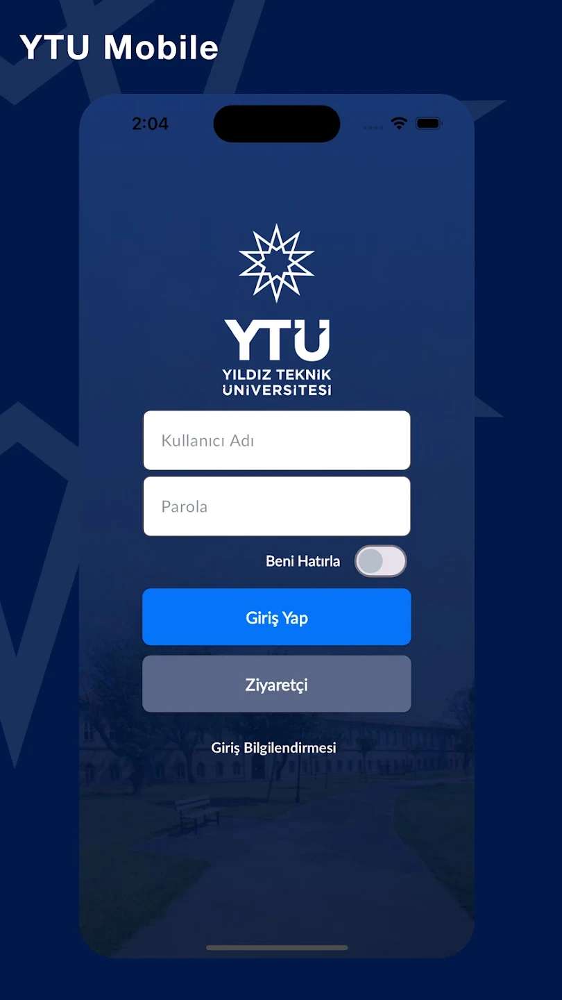 YTU Mobile
2:04
YTÜ
YILDIZ TEKNİK
ÜNİVERSİTESİ
Kullanıcı Adı
Parola
Beni Hatırla
Giriş Yap
Ziyaretçi
Giriş Bilgilendirmesi